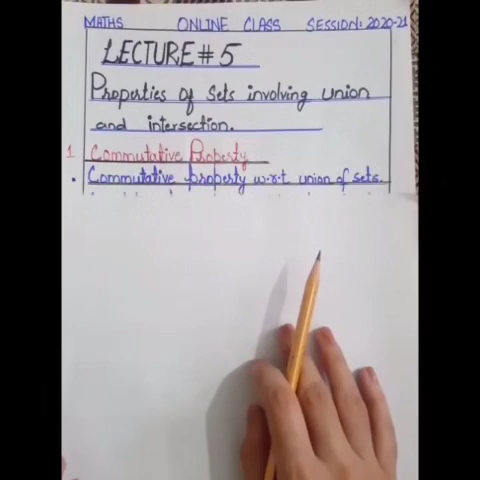 MATHS ONLINE CLASS SESSION: 2020-21
LECTURE # 5
Properties of Sets involving union
and intersection.
1 Commutative Property
• Commutative property w.r.t union of sets.